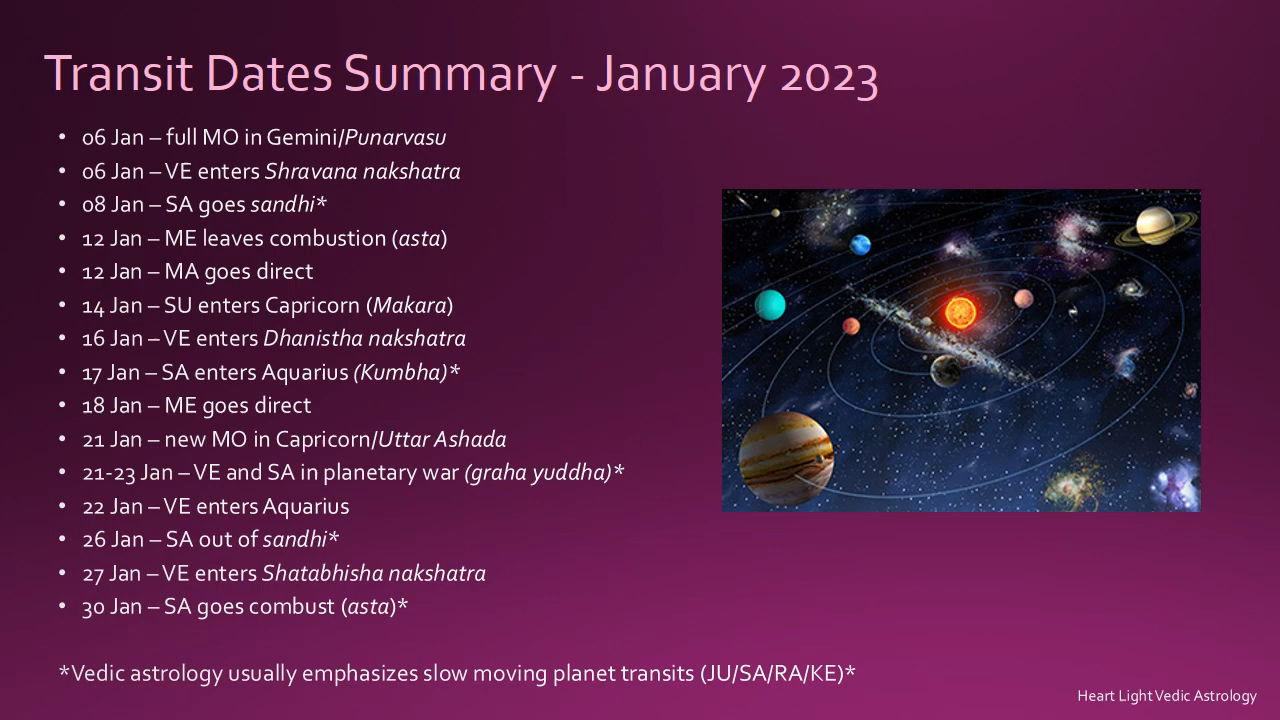 Transit Dates Summary - January 2023
• 06 Jan – full MO in Gemini/Punarvasu
• 06 Jan – VE enters Shravana nakshatra
• 08 Jan – SA goes sandhi*
• 12 Jan – ME leaves combustion (asta)
• 12 Jan – MA goes direct
• 14 Jan – SU enters Capricorn (Makara)
• 16 Jan – VE enters Dhanistha nakshatra
• 17 Jan – SA enters Aquarius (Kumbha)*
• 18 Jan – ME goes direct
• 21 Jan – new MO in Capricorn/Uttar Ashada
• 21-23 Jan – VE and SA in planetary war (graha yuddha)*
• 22 Jan – VE enters Aquarius
• 26 Jan – SA out of sandhi*
• 27 Jan – VE enters Shatabhisha nakshatra
• 30 Jan – SA goes combust (asta)*
*Vedic astrology usually emphasizes slow moving planet transits (JU/SA/RA/KE)*
Heart Light Vedic Astrology